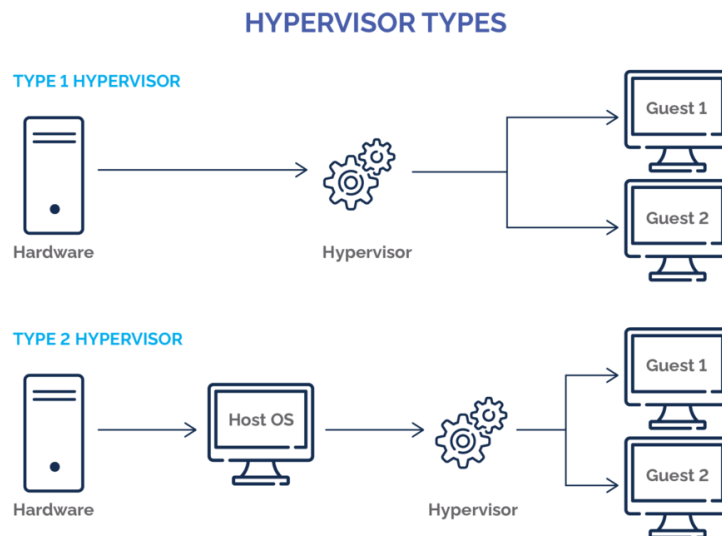 HYPERVISOR TYPES
TYPE 1 HYPERVISOR
Guest 1
Guest 2
Hardware
Hypervisor
TYPE 2 HYPERVISOR
Guest 1
Host OS
Guest 2
Hardware
Hypervisor